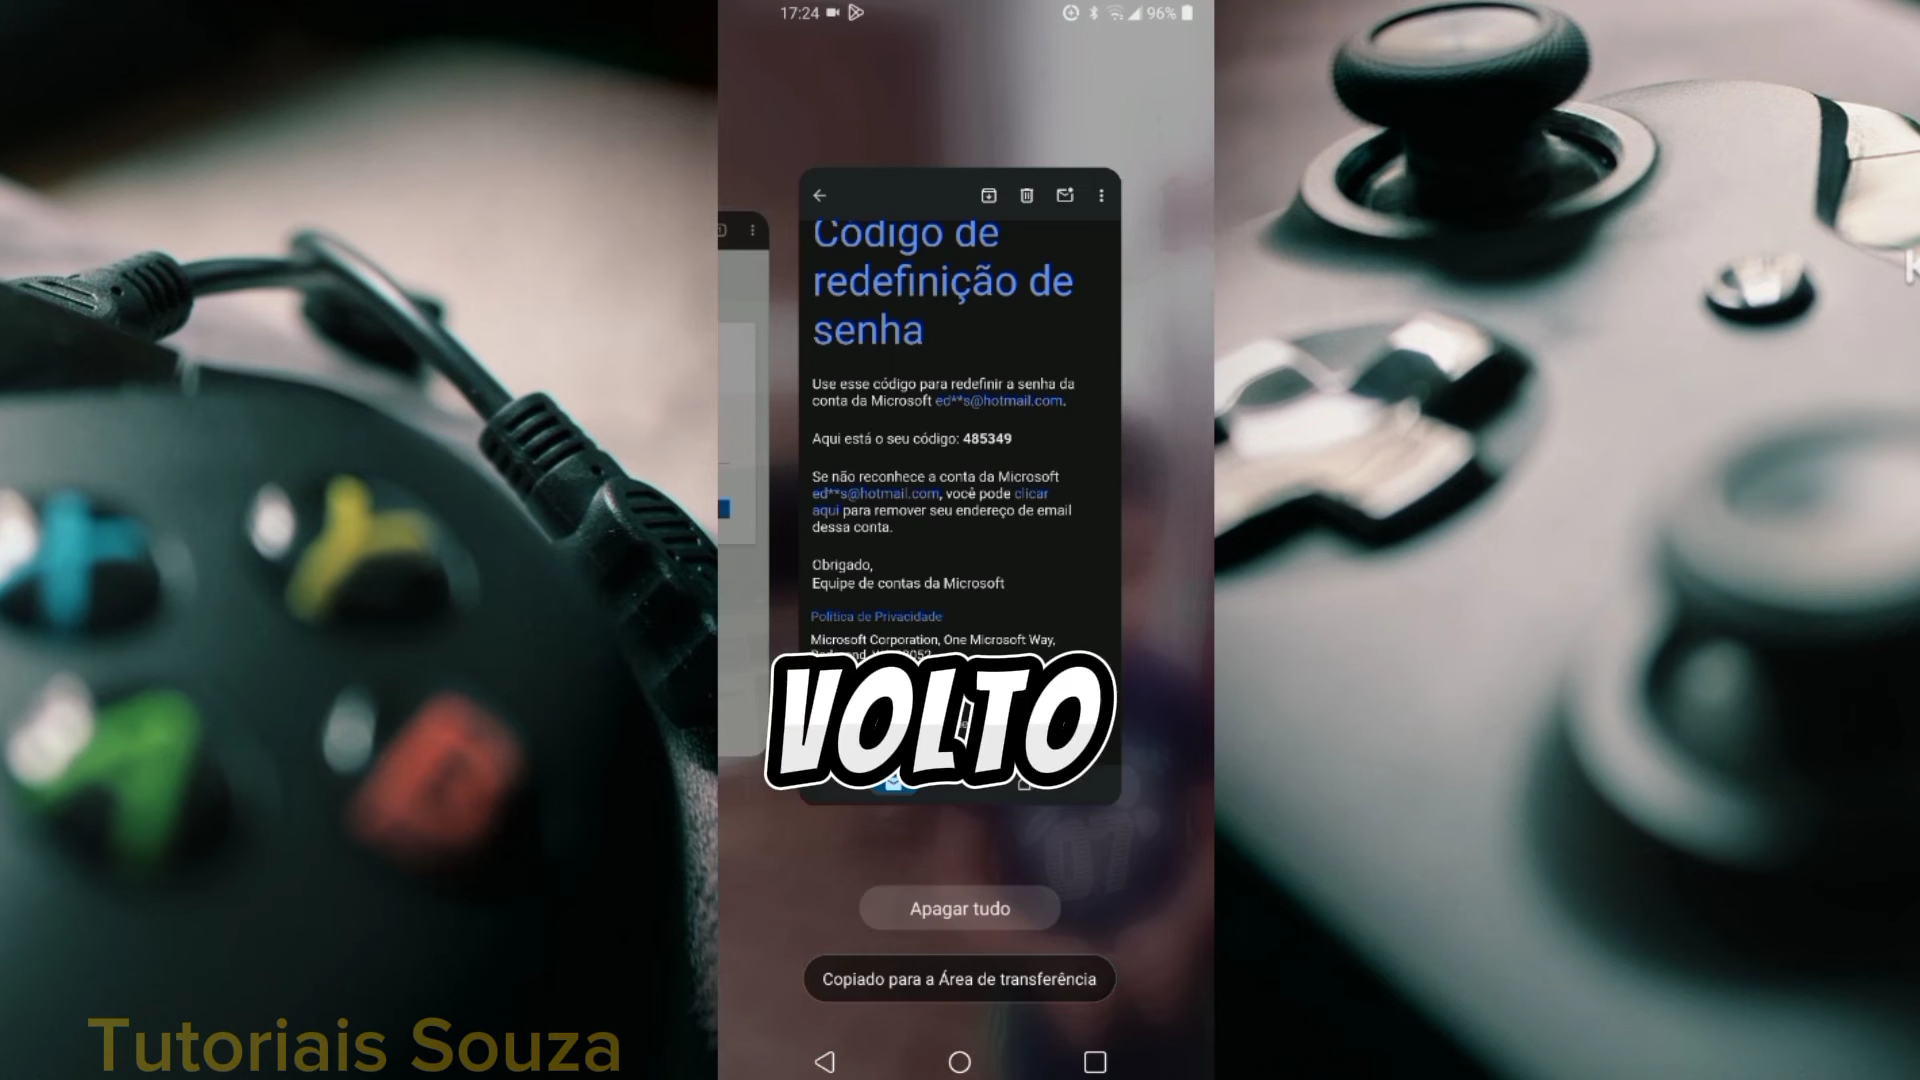 17:24
96%
Código de
redefinição de
senha
Use esse código para redefinir a senha da
conta da Microsoft ed**s@hotmail.com.
Aqui está o seu código: 485349
Se não reconhece a conta da Microsoft
ed**s@hotmail.com, você pode clicar
aqui para remover seu endereço de email
dessa conta.
Obrigado,
Equipe de contas da Microsoft
Política de Privacidade
Microsoft Corporation, One Microsoft Way,
VOLTO
Apagar tudo
Copiado para a Área de transferência
Tutoriais Souza